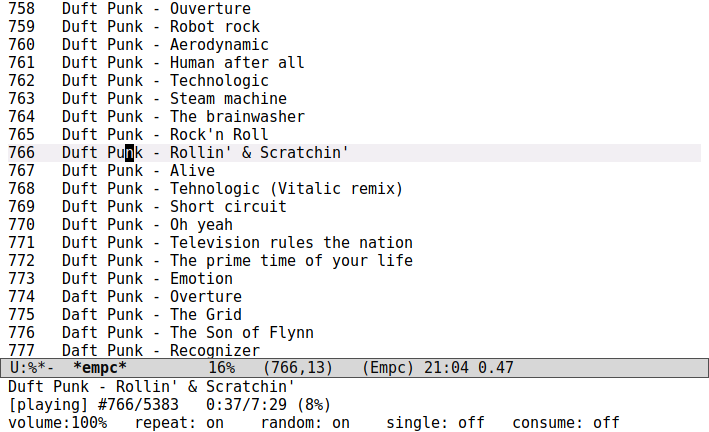 758   Duft Punk - Ouverture
759   Duft Punk - Robot rock
760   Duft Punk - Aerodynamic
761   Duft Punk - Human after all
762   Duft Punk - Technologic
763   Duft Punk - Steam machine
764   Duft Punk - The brainwasher
765   Duft Punk - Rock'n Roll
766   Duft Punk - Rollin' & Scratchin'
767   Duft Punk - Alive
768   Duft Punk - Tehnologic (Vitalic remix)
769   Duft Punk - Short circuit
770   Duft Punk - Oh yeah
771   Duft Punk - Television rules the nation
772   Duft Punk - The prime time of your life
773   Duft Punk - Emotion
774   Daft Punk - Overture
775   Daft Punk - The Grid
776   Daft Punk - The Son of Flynn
777   Daft Punk - Recognizer
U:%*-  *empc*         16%   (766,13)   (Empc) 21:04 0.47
Duft Punk - Rollin' & Scratchin'
[playing] #766/5383   0:37/7:29 (8%)
volume:100%   repeat: on    random: on    single: off   consume: off